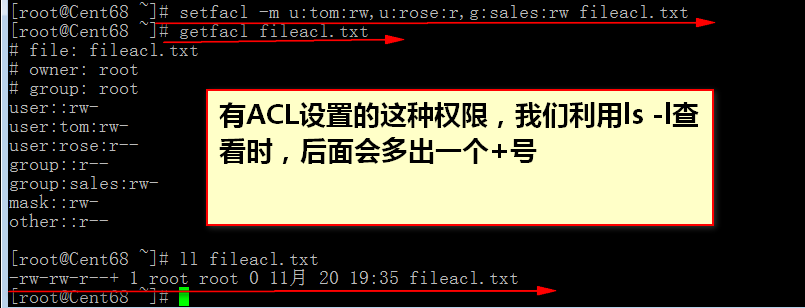 [root@Cent68 ~]# setfacl -m u:tom:rw,u:rose:r,g:sales:rw fileacl.txt
[root@Cent68 ~]# getfacl fileacl.txt
# file: fileacl.txt
# owner: root
# group: root
user::rw-
user:tom:rw-
user:rose:r--
group::r--
group:sales:rw-
mask::rw-
other::r--
有ACL设置的这种权限，我们利用ls -l查
看时，后面会多出一个+号
[root@Cent68 ~]# ll fileacl.txt
-rw-rw-r--+ 1 root root 0 11月 20 19:35 fileacl.txt
[root@Cent68 ~]#